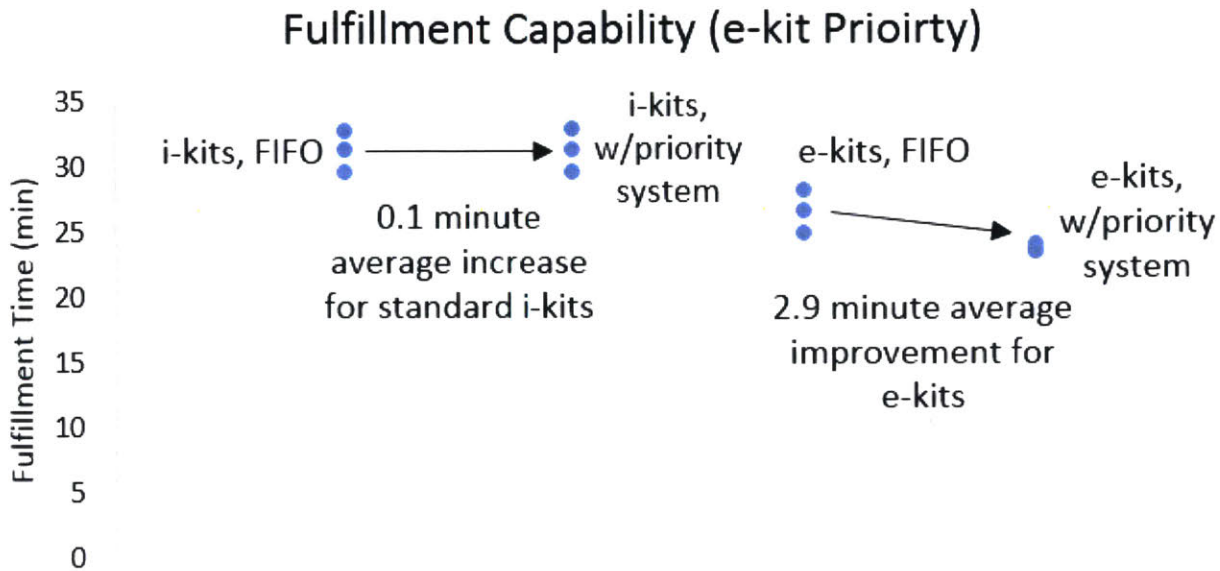 Fulfillment Capability (e-kit Prioirty)
Fulfillment Time (min)
35
30
25
20
15
10
5
0
i-kits, FIFO
i-kits,
w/priority
system
0.1 minute
average increase
for standard i-kits
e-kits, FIFO
e-kits,
w/priority
system
2.9 minute average
improvement for
e-kits